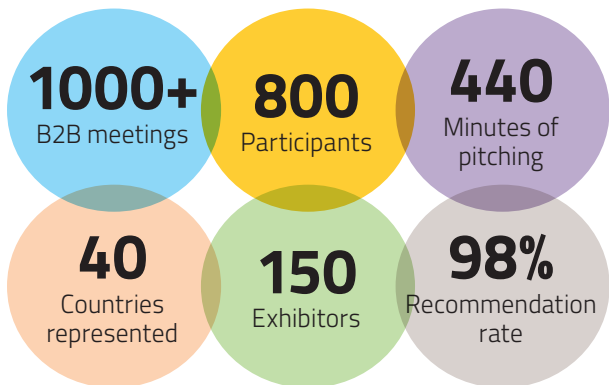 1000+
B2B meetings
800
Participants
440
Minutes of
pitching
40
Countries
represented
150
Exhibitors
98%
Recommendation
rate